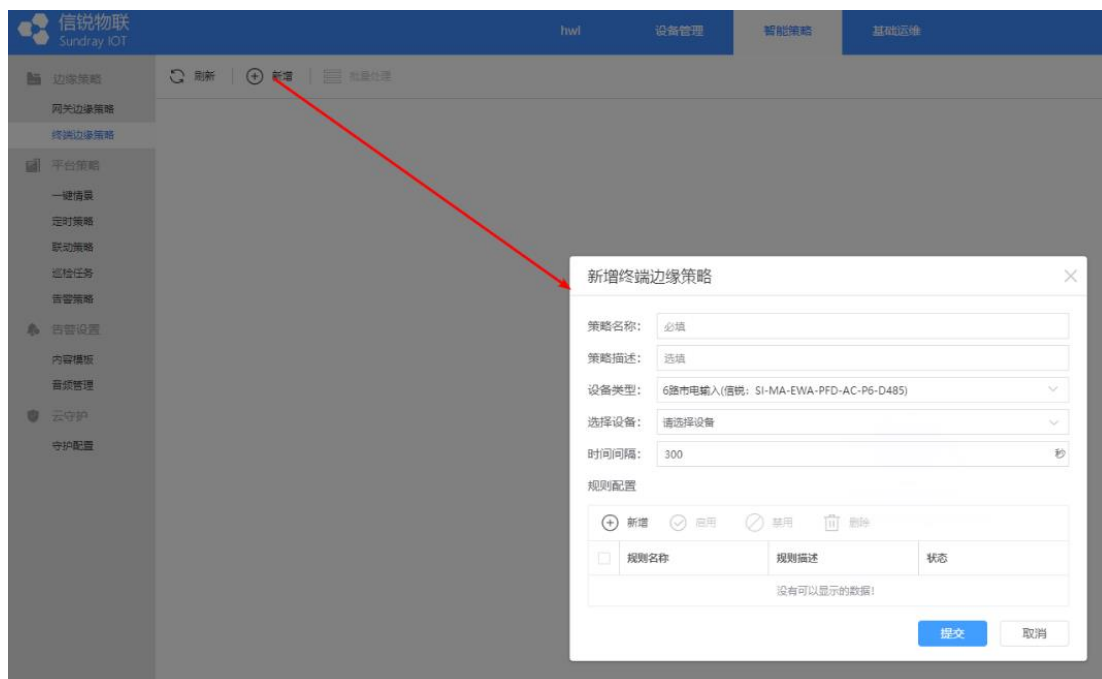 信锐物联
Sundray IOT
hwl 设备管理 智能策略 基础运维
边缘策略
网关边缘策略
终端边缘策略
平台策略
一键情景
定时策略
联动策略
巡检任务
告警策略
告警设置
内容模板
音频管理
云守护
守护配置
刷新 新增 批量处理
新增终端边缘策略
策略名称: 必填
策略描述: 选填
设备类型: 6路市电输入(信锐: SI-MA-EWA-PFD-AC-P6-D485)
选择设备: 请选择设备
时间间隔: 300 秒
规则配置
新增 启用 禁用 删除
规则名称 规则描述 状态
没有可以显示的数据!
提交 取消